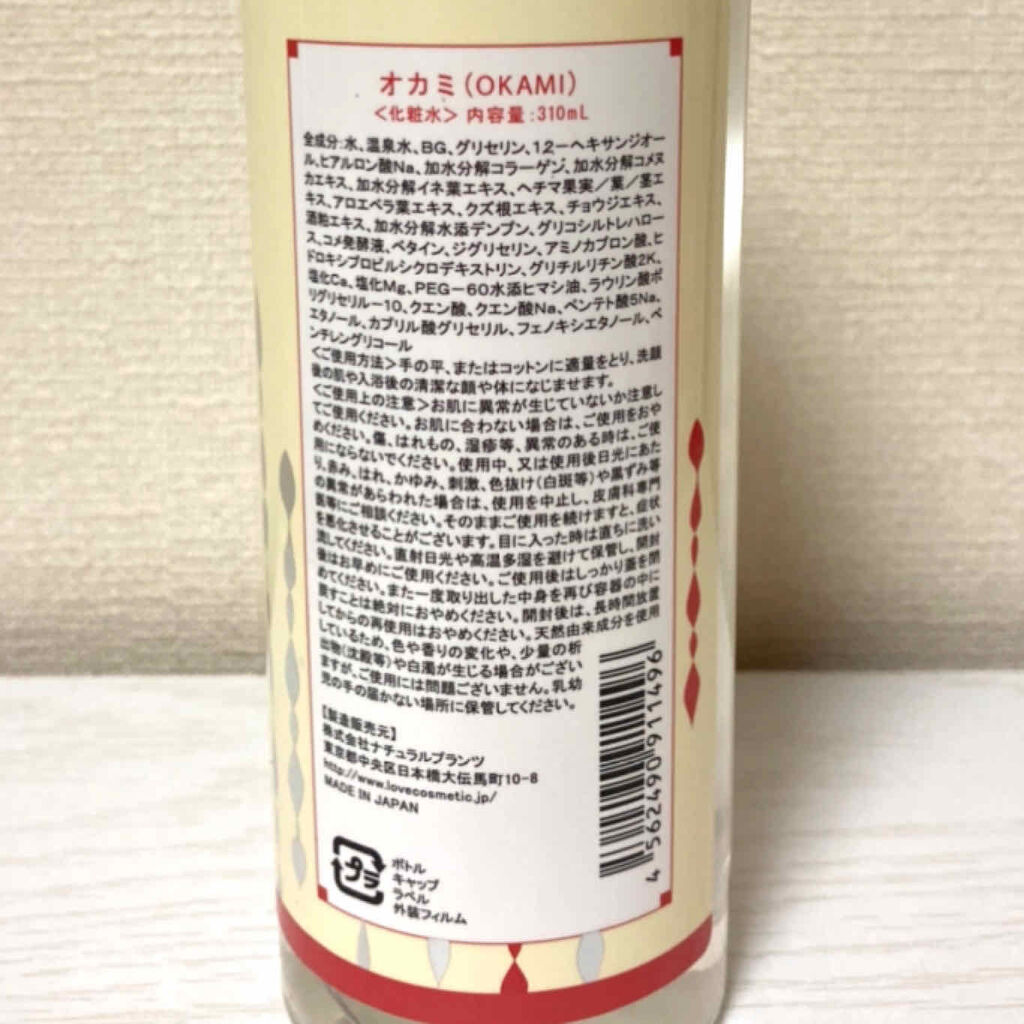 オカミ(OKAMI)
<化粧水> 内容量:310mL
全成分:水、温泉水、BG、グリセリン、1,2-ヘキサンジオー
ル、ヒアルロン酸Na、加水分解コラーゲン、加水分解コメヌ
カエキス、加水分解イネ葉エキス、ヘチマ果実/葉/茎エ
キス、アロエベラ葉エキス、クズ根エキス、チョウジエキス、
酒粕エキス、加水分解水添デンプン、グリコシルトレハロー
ス、コメ発酵液、ベタイン、ジグリセリン、アミノカプロン酸、ヒ
ドロキシプロピルシクロデキストリン、グリチルリチン酸2K、
塩化Ca、塩化Mg、PEG-60水添ヒマシ油、ラウリン酸ポ
リグリセリル-10、クエン酸、クエン酸Na、ペンテト酸5Na、
エタノール、カプリル酸グリセリル、フェノキシエタノール、ペ
ンチレングリコール
<ご使用方法>手の平、またはコットンに適量をとり、洗顔
後の肌や入浴後の清潔な顔や体になじませます。
<ご使用上の注意>お肌に異常が生じていないか注意し
てご使用ください。お肌に合わない場合は、ご使用をおや
めください。傷、はれもの、湿疹等、異常のある時は、ご使
用にならないでください。使用中、又は使用後日光にあた
り、赤み、はれ、かゆみ、刺激、色抜け(白斑等)や黒ずみ等
の異常があらわれた場合は、使用を中止し、皮膚科専門
医等にご相談ください。そのままご使用を続けますと、症状
を悪化させることがございます。目に入った時は直ちに洗い
流してください。直射日光や高温多湿を避けて保管し、開封
後はお早めにご使用ください。ご使用後はしっかり蓋を閉
めてください。また一度取り出した中身を再び容器の中に
戻すことは絶対におやめください。開封後は、長時間放置
してからの再使用はおやめください。天然由来成分を使用
しているため、色や香りの変化や、少量の析
出物(沈殿等)や白濁が生じる場合がござい
ますが、ご使用には問題ございません。乳幼
児の手の届かない場所に保管してください。
【製造販売元】
株式会社ナチュラルプランツ
東京都中央区日本橋大伝馬町10-8
http://www.lovecosmetic.jp/
MADE IN JAPAN
4 562490 911496
プラ
ボトル
キャップ
ラベル
外装フィルム